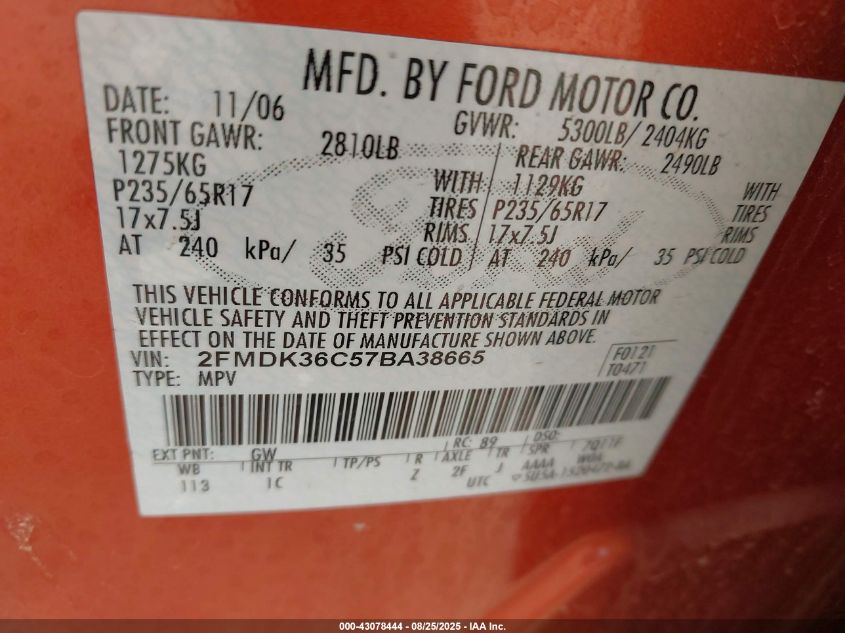 MFD. BY FORD MOTOR CO.
DATE: 11/06 GVWR: 5300LB/ 2404KG
FRONT GAWR: 2810LB REAR GAWR: 2490LB
1275KG WITH 1129KG WITH
P235/65R17 TIRES P235/65R17 TIRES
17x7.5J RIMS 17x7.5J RIMS
AT 240 kPa/ 35 PSI COLD AT 240 kPa/ 35 PSI COLD
THIS VEHICLE CONFORMS TO ALL APPLICABLE FEDERAL MOTOR
VEHICLE SAFETY AND THEFT PREVENTION STANDARDS IN
EFFECT ON THE DATE OF MANUFACTURE SHOWN ABOVE.
VIN: 2FMDK36C57BA38665 F0121
TYPE: MPV T0471
EXT PNT: GW RC: 89 DSO:
WB INT TR TP/PS R AXLE TR SPR
113 1C Z 2F J AAAA
UTC
000-43078444 - 08/25/2025 - IAA Inc.